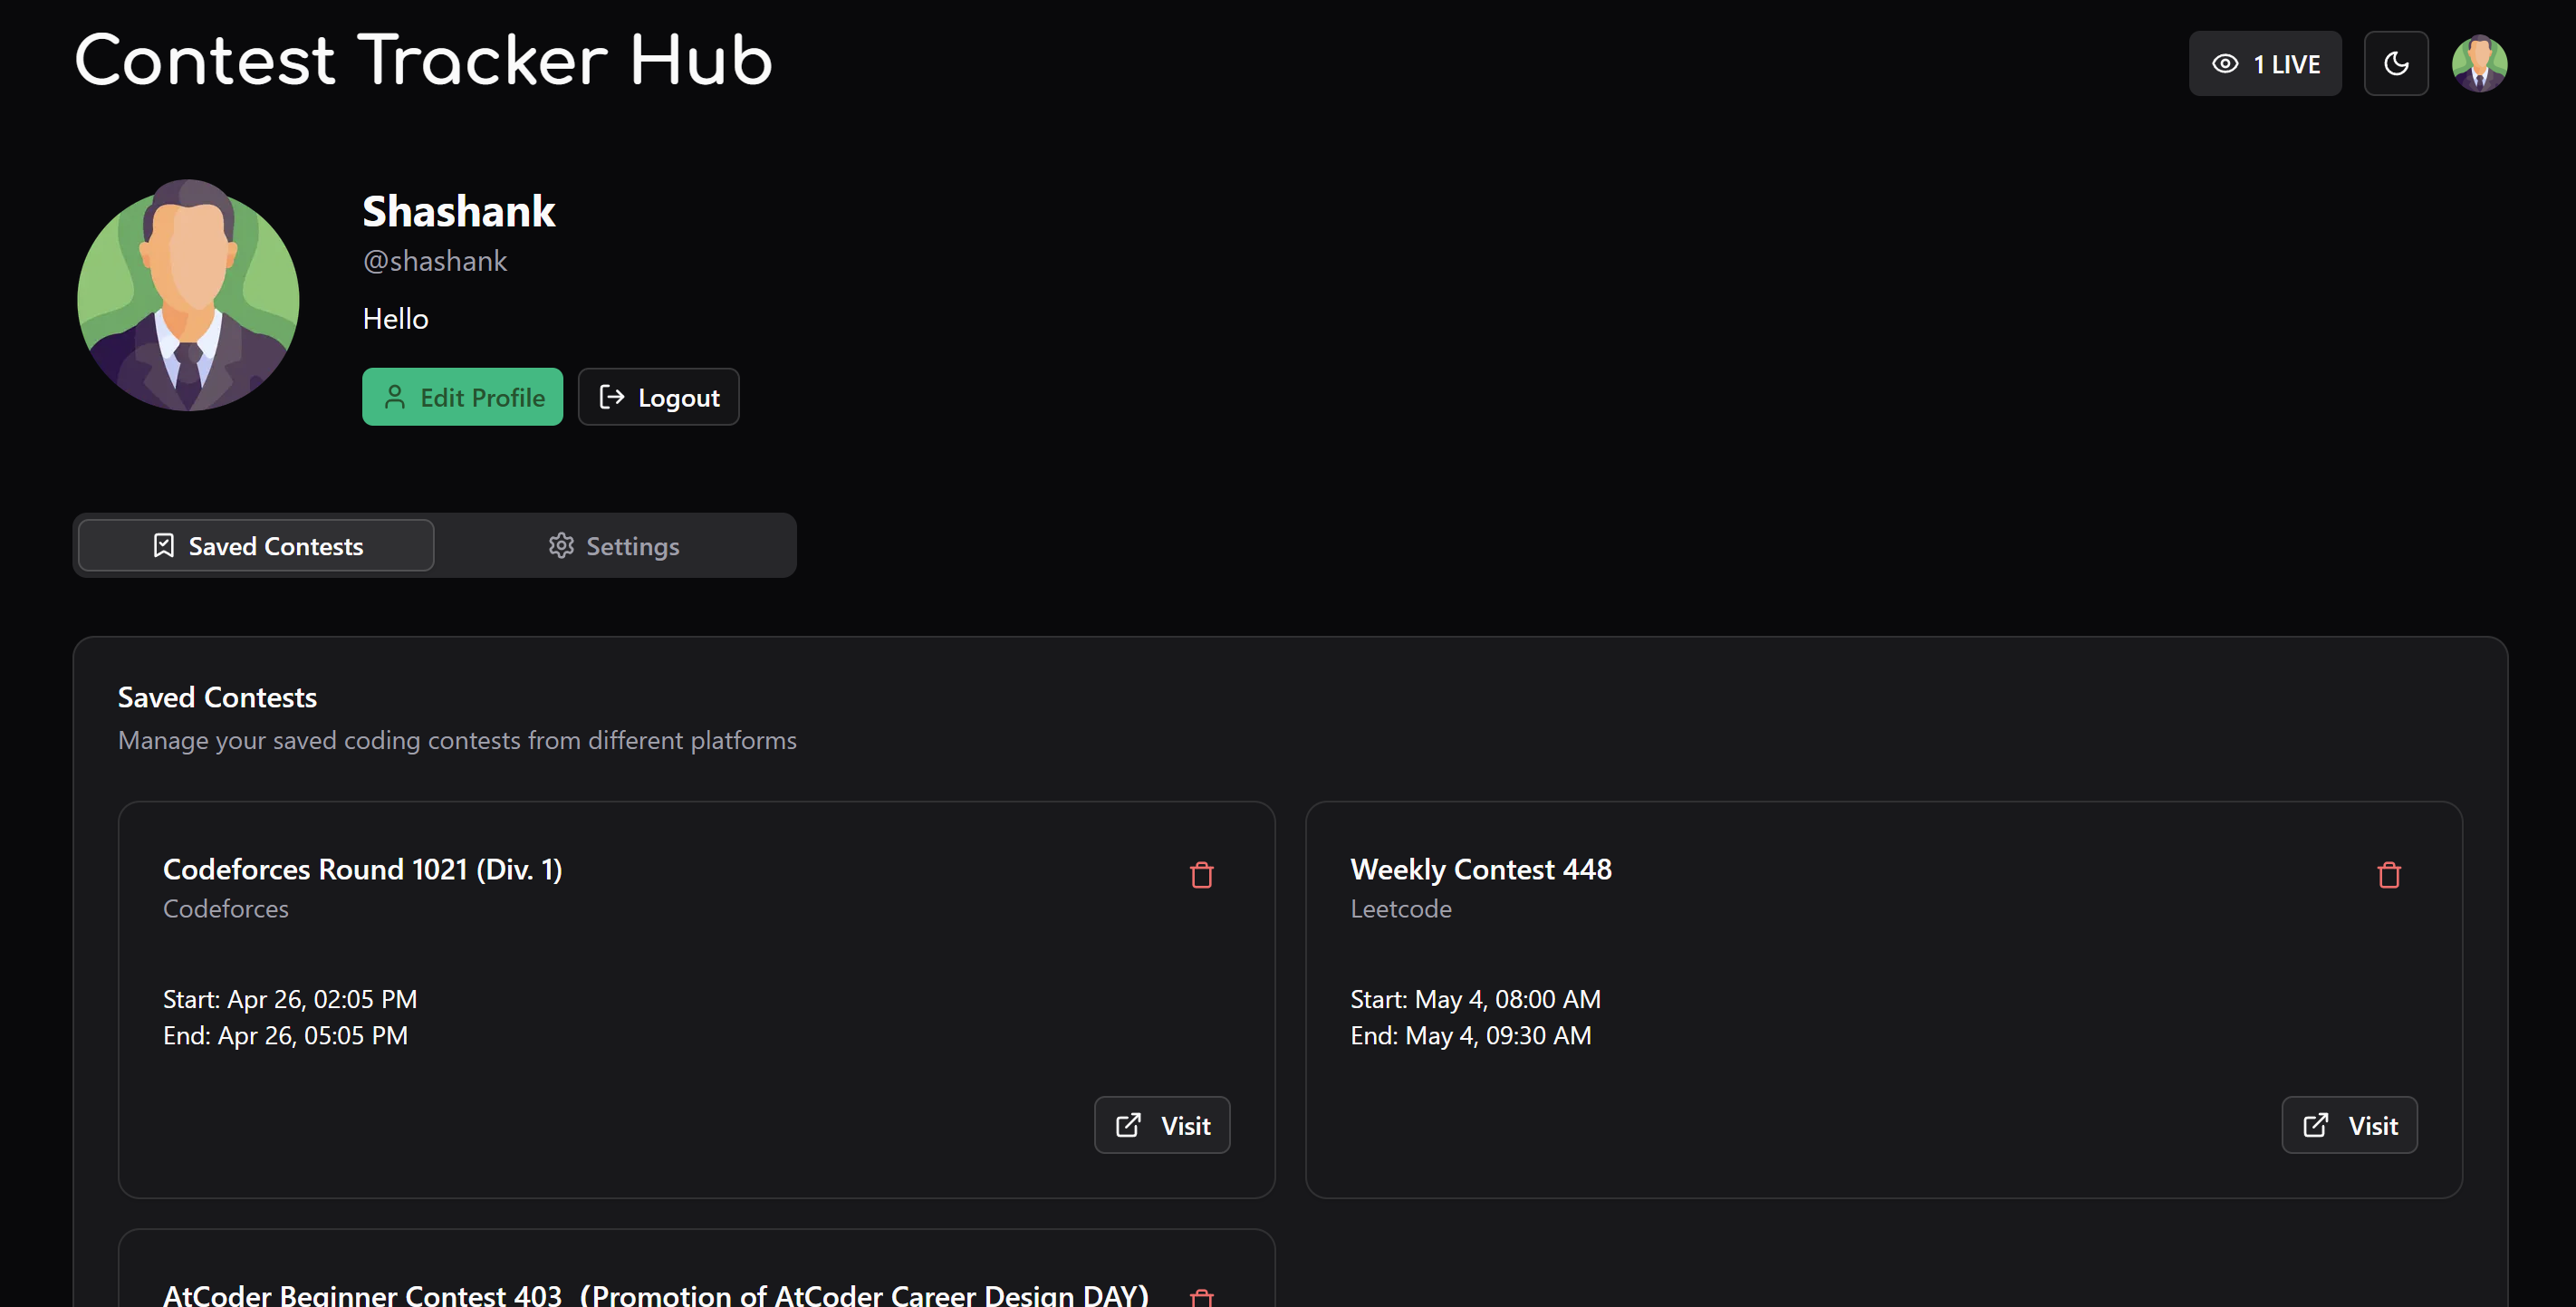 Contest Tracker Hub
1 LIVE
Shashank
@shashank
Hello
Edit Profile
Logout
Saved Contests
Settings
Saved Contests
Manage your saved coding contests from different platforms
Codeforces Round 1021 (Div. 1)
Codeforces
Start: Apr 26, 02:05 PM
End: Apr 26, 05:05 PM
Visit
Weekly Contest 448
Leetcode
Start: May 4, 08:00 AM
End: May 4, 09:30 AM
Visit
AtCoder Beginner Contest 403（Promotion of AtCoder Career Design DAY）